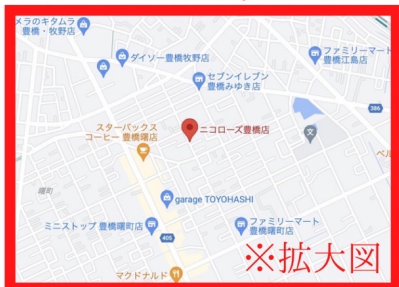 メラのキタムラ
豊橋・牧野店
ダイソー豊橋牧野店
ファミリーマート
豊橋江島店
セブンイレブン
豊橋みゆき店
386
スターバックス
コーヒー 豊橋曙店
ニコローズ豊橋店
文
ベル
曙町
garage TOYOHASHI
ミニストップ 豊橋曙町店
ファミリーマート
豊橋曙町店
405
※拡大図
マクドナルド